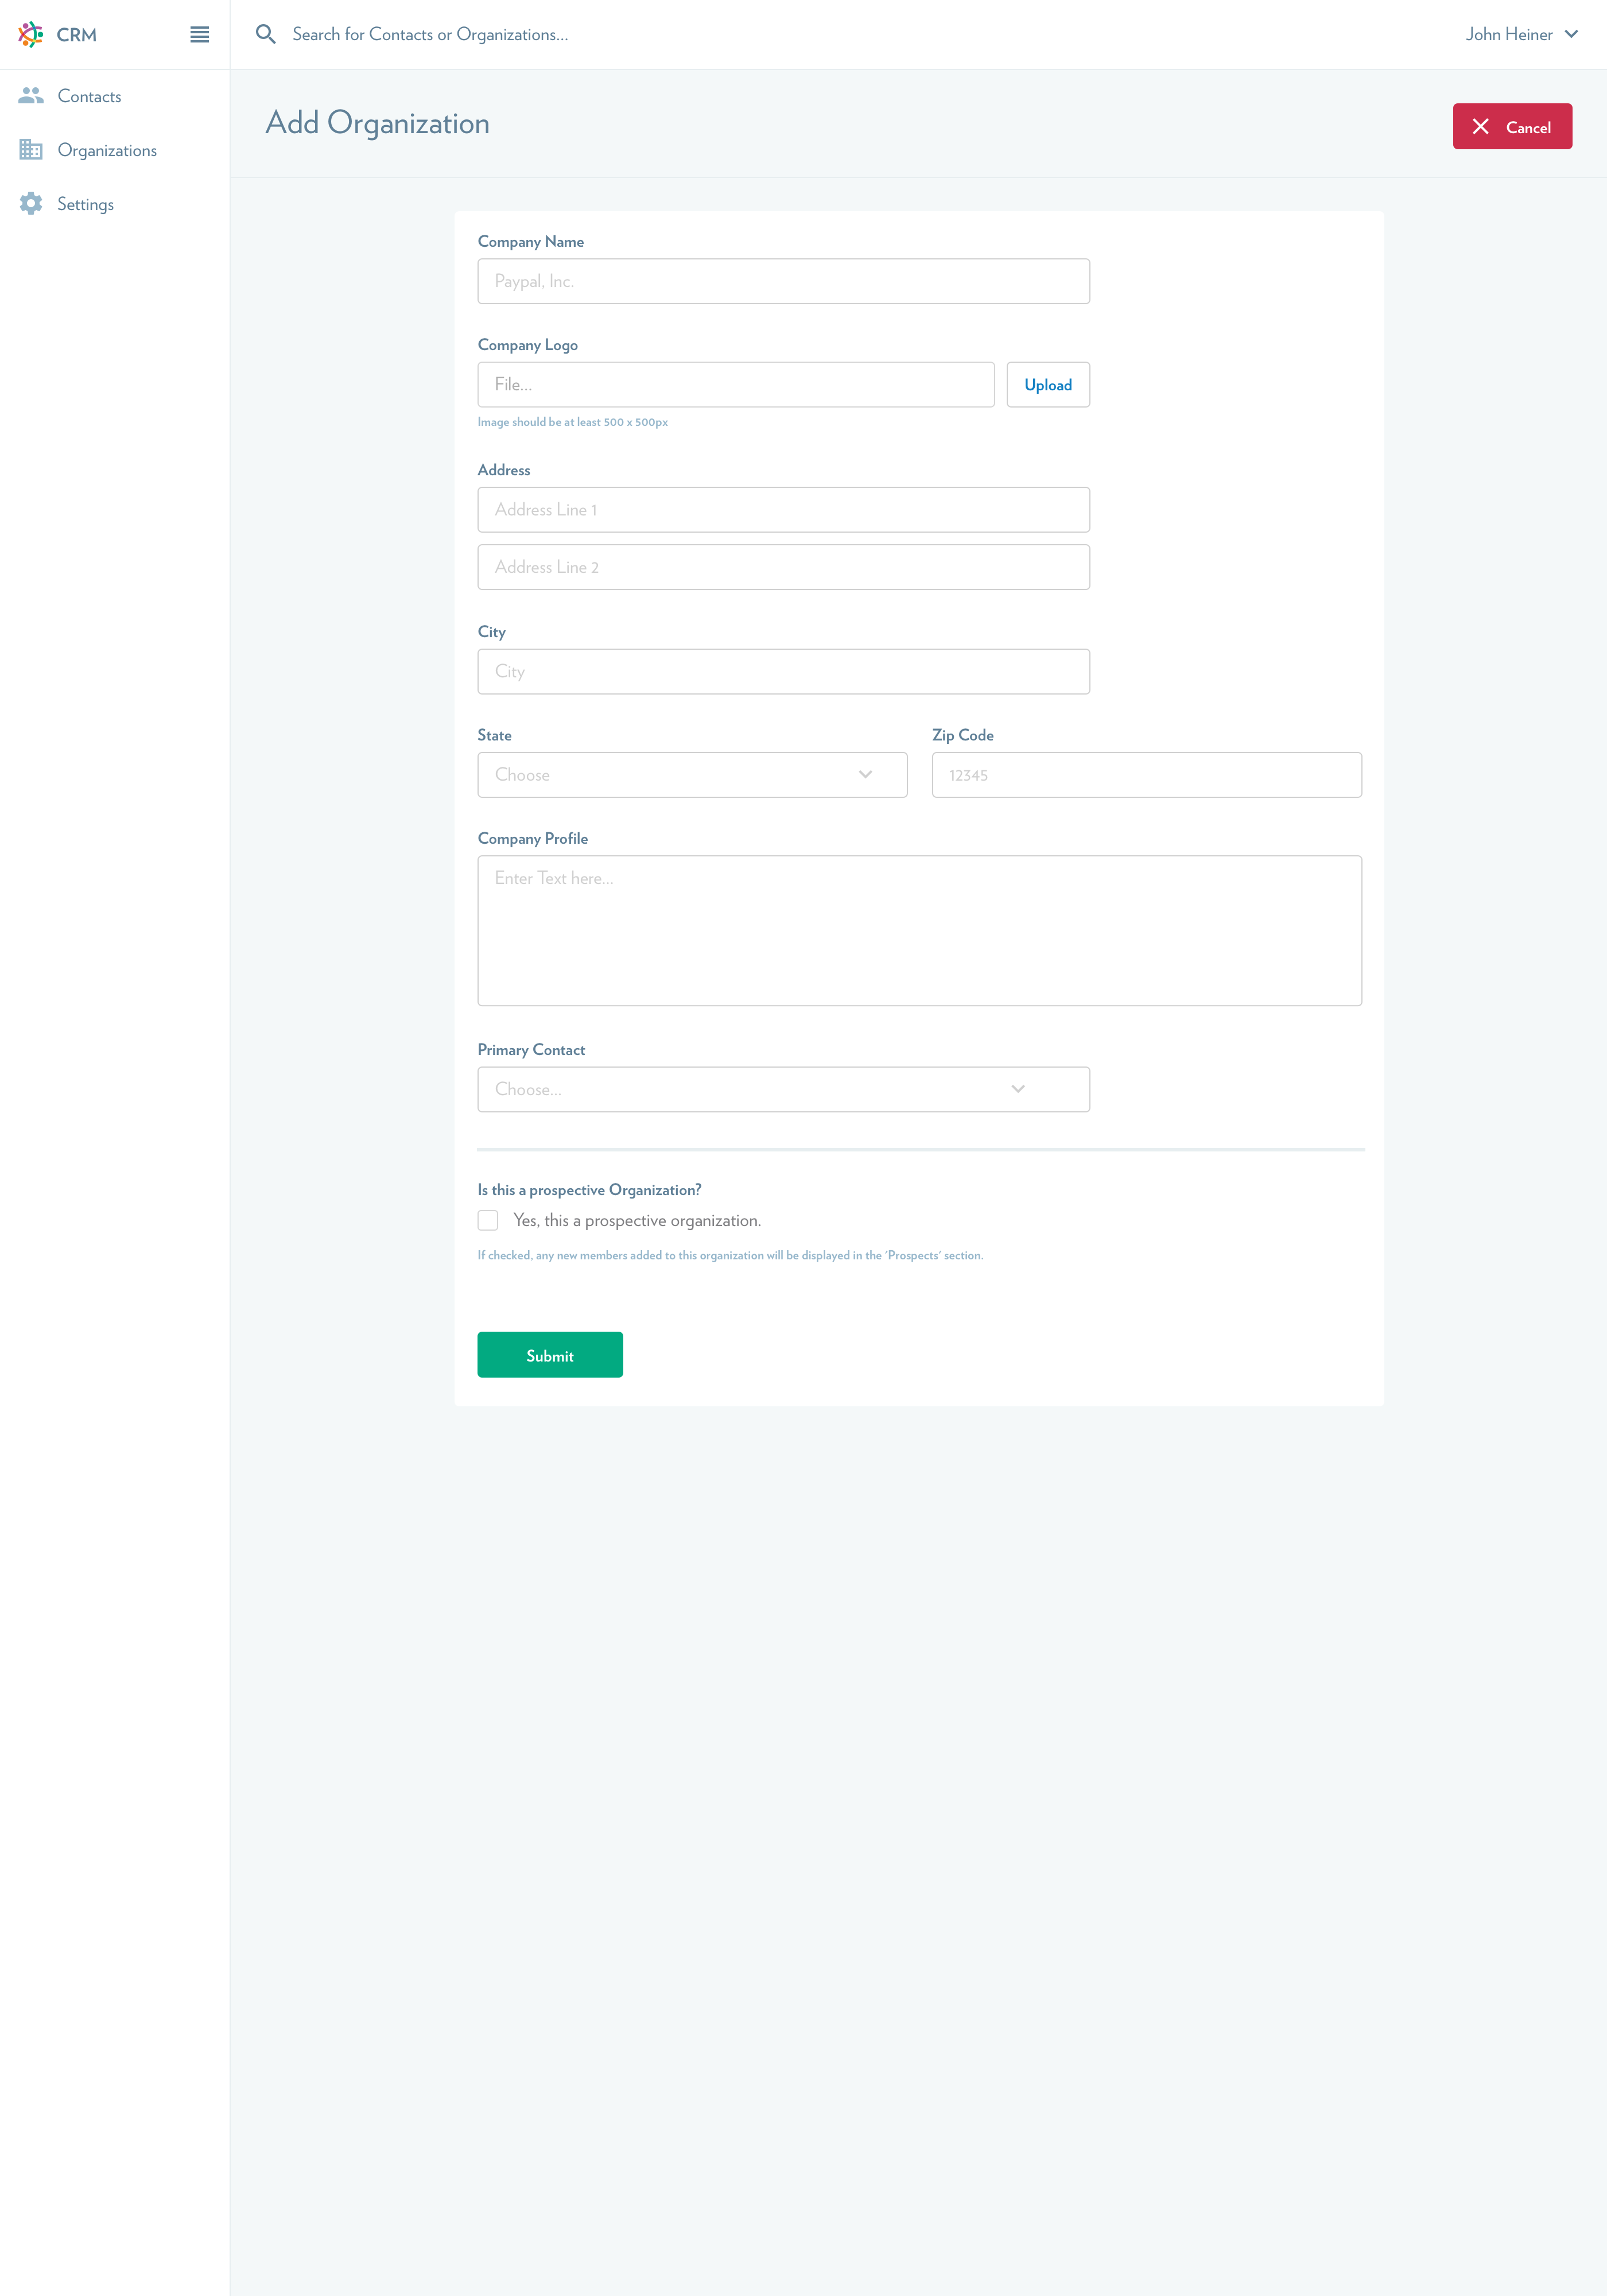 CRM
Search for Contacts or Organizations...
John Heiner
Contacts
Organizations
Settings
Add Organization
Cancel
Company Name
Paypal, Inc.
Company Logo
File...
Upload
Image should be at least 500 x 500px
Address
Address Line 1
Address Line 2
City
City
State
Zip Code
Choose
12345
Company Profile
Enter Text here...
Primary Contact
Choose...
Is this a prospective Organization?
Yes, this a prospective organization.
If checked, any new members added to this organization will be displayed in the 'Prospects' section.
Submit